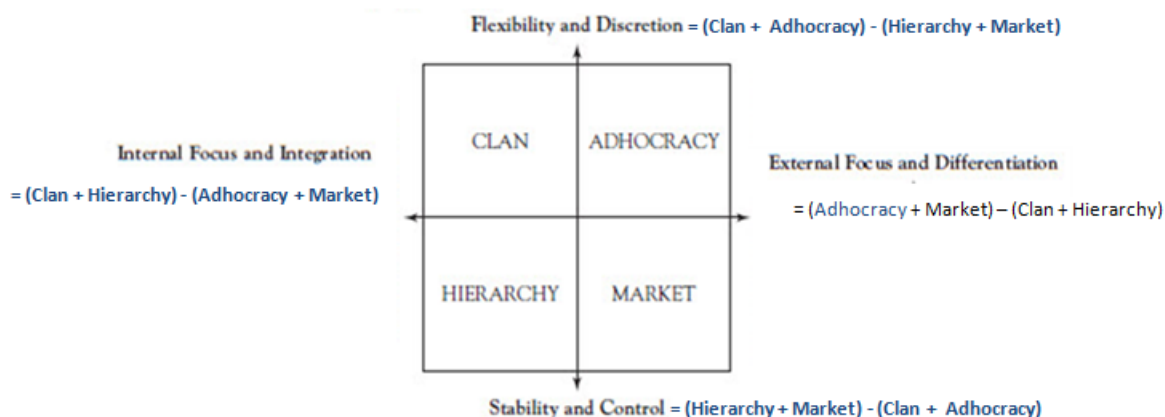 Flexibility and Discretion = (Clan + Adhocracy) - (Hierarchy + Market)
CLAN
ADHOCRACY
Internal Focus and Integration
= (Clan + Hierarchy) - (Adhocracy + Market)
External Focus and Differentiation
= (Adhocracy + Market) – (Clan + Hierarchy)
HIERARCHY
MARKET
Stability and Control = (Hierarchy + Market) - (Clan + Adhocracy)